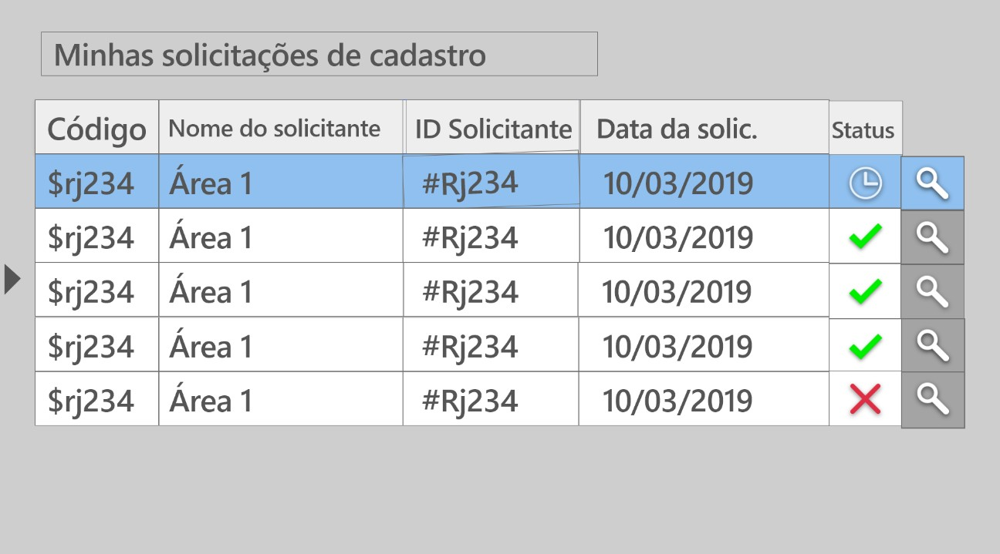 Minhas solicitações de cadastro
Código Nome do solicitante ID Solicitante Data da solic. Status
$rj234 Área 1 #Rj234 10/03/2019
$rj234 Área 1 #Rj234 10/03/2019
$rj234 Área 1 #Rj234 10/03/2019
$rj234 Área 1 #Rj234 10/03/2019
$rj234 Área 1 #Rj234 10/03/2019